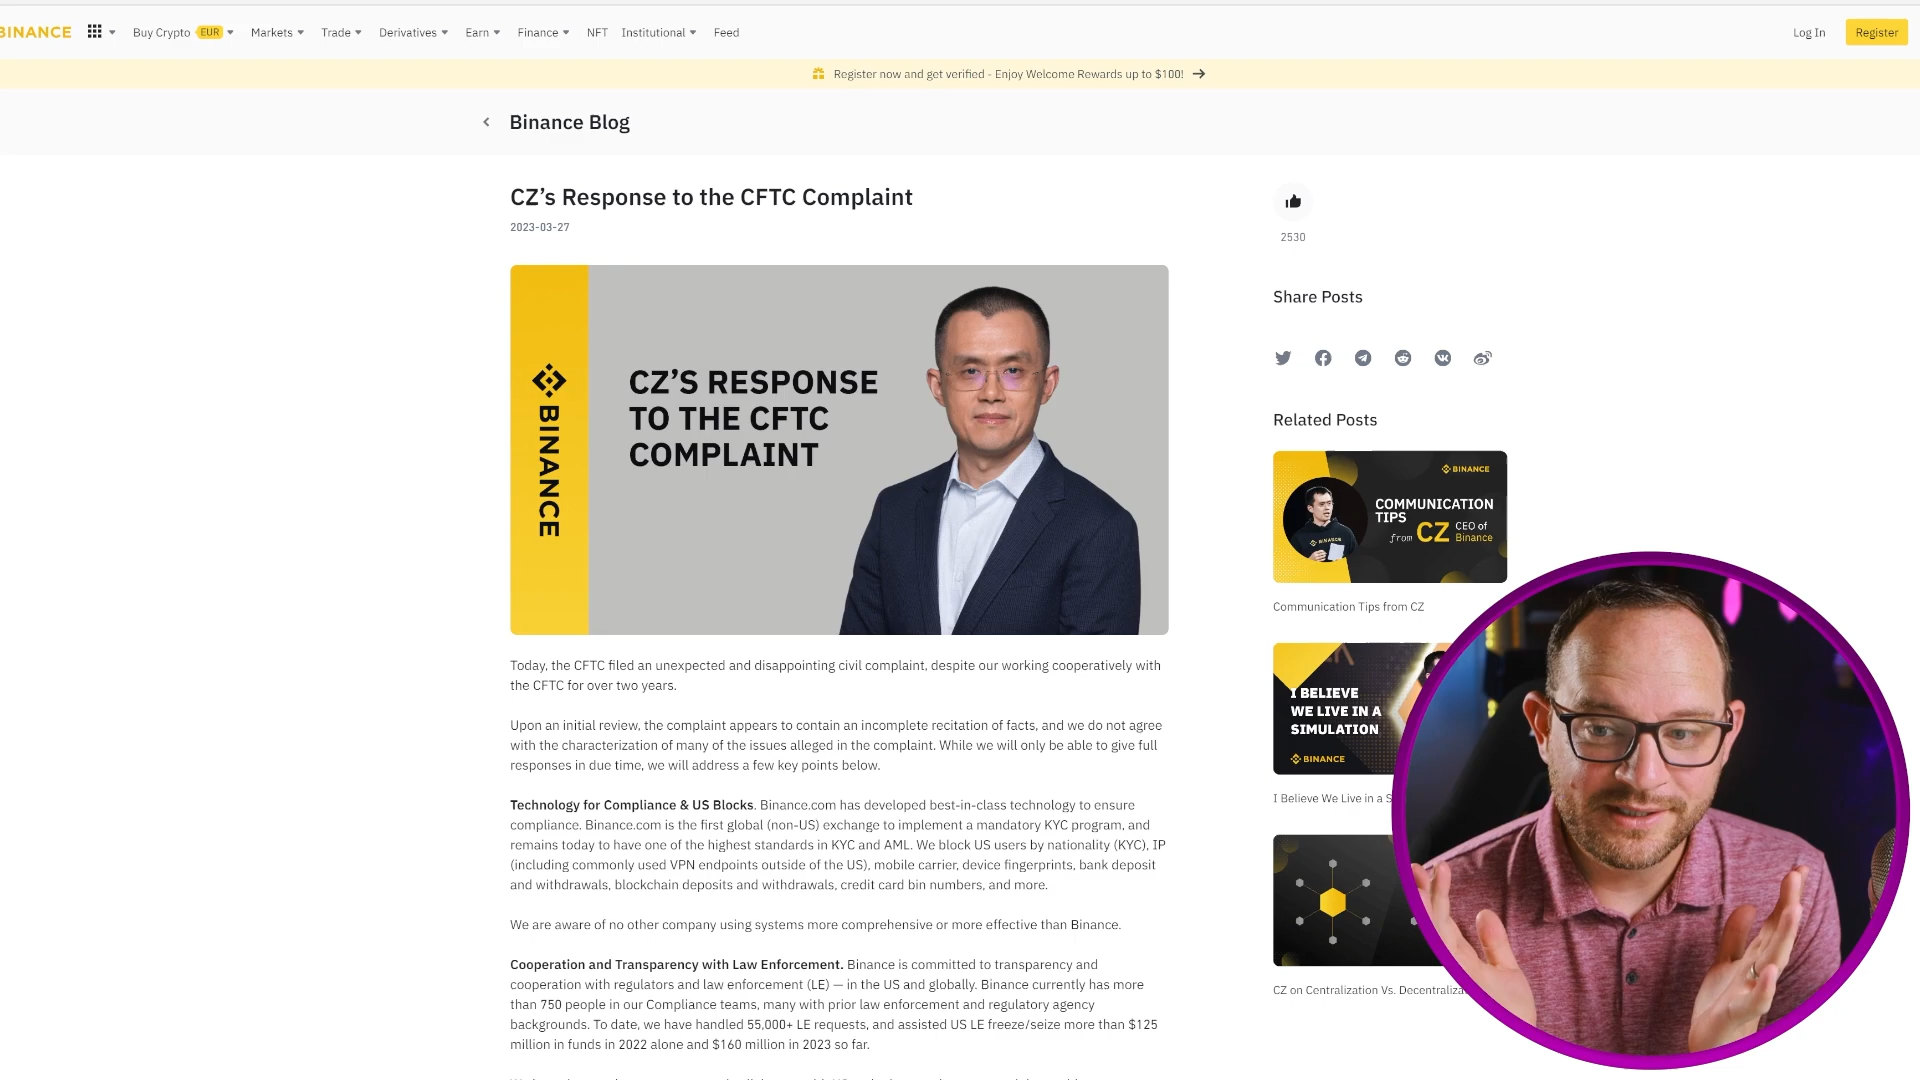 BINANCE
Buy Crypto EUR Markets Trade Derivatives Earn Finance NFT Institutional Feed Log In Register
Register now and get verified - Enjoy Welcome Rewards up to $100!
Binance Blog
CZ’s Response to the CFTC Complaint
2023-03-27
BINANCE
CZ’S RESPONSE
TO THE CFTC
COMPLAINT
Today, the CFTC filed an unexpected and disappointing civil complaint, despite our working cooperatively with
the CFTC for over two years.
Upon an initial review, the complaint appears to contain an incomplete recitation of facts, and we do not agree
with the characterization of many of the issues alleged in the complaint. While we will only be able to give full
responses in due time, we will address a few key points below.
Technology for Compliance & US Blocks. Binance.com has developed best-in-class technology to ensure
compliance. Binance.com is the first global (non-US) exchange to implement a mandatory KYC program, and
remains today to have one of the highest standards in KYC and AML. We block US users by nationality (KYC), IP
(including commonly used VPN endpoints outside of the US), mobile carrier, device fingerprints, bank deposit
and withdrawals, blockchain deposits and withdrawals, credit card bin numbers, and more.
We are aware of no other company using systems more comprehensive or more effective than Binance.
Cooperation and Transparency with Law Enforcement. Binance is committed to transparency and
cooperation with regulators and law enforcement (LE) — in the US and globally. Binance currently has more
than 750 people in our Compliance teams, many with prior law enforcement and regulatory agency
backgrounds. To date, we have handled 55,000+ LE requests, and assisted US LE freeze/seize more than $125
million in funds in 2022 alone and $160 million in 2023 so far.
2530
Share Posts
Related Posts
BINANCE
COMMUNICATION
TIPS
from CZ CEO of
Binance
Communication Tips from CZ
I BELIEVE
WE LIVE IN A
SIMULATION
BINANCE
I Believe We Live in a S
CZ on Centralization Vs. Decentraliza